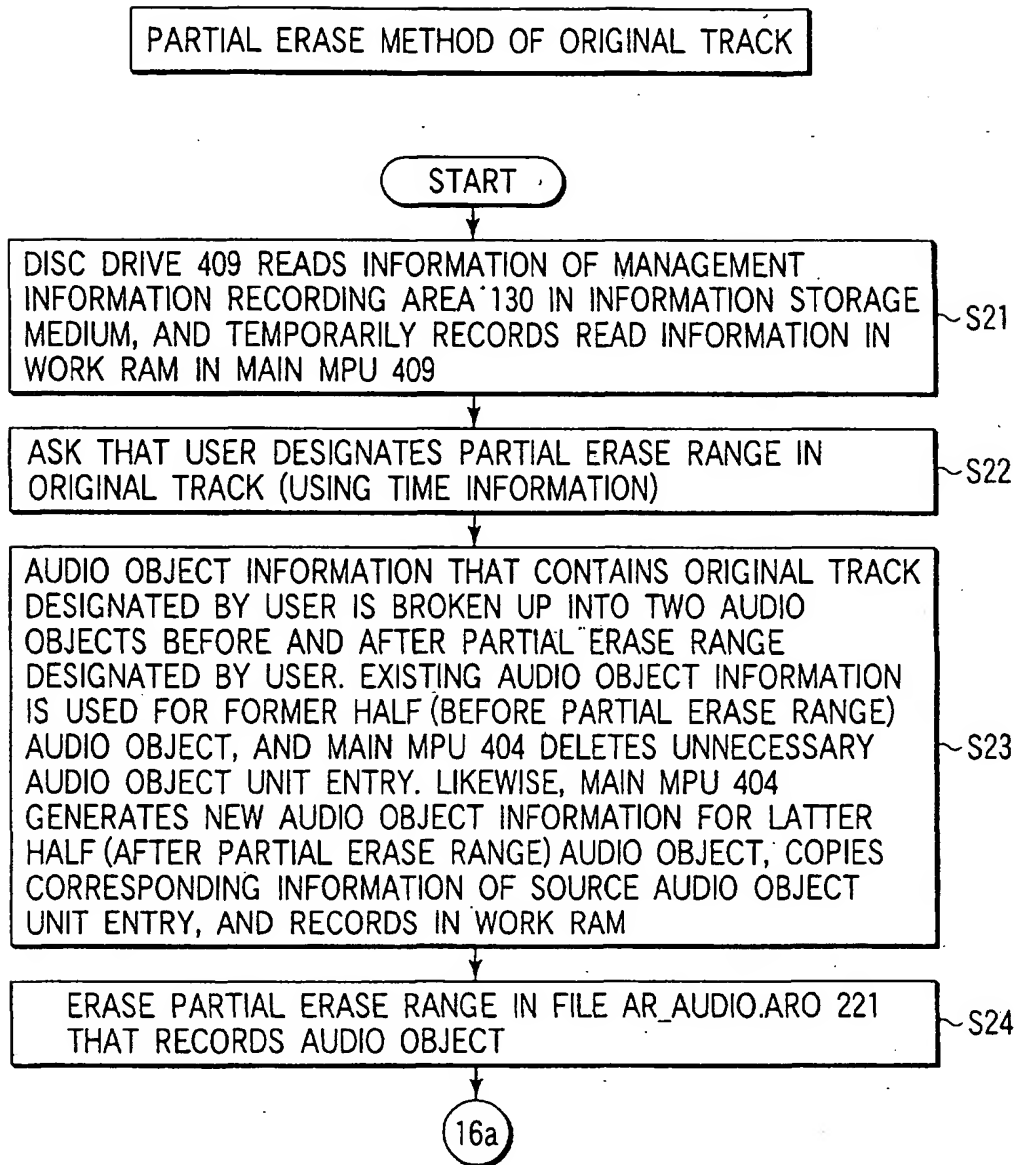 PARTIAL ERASE METHOD OF ORIGINAL TRACK
START
DISC DRIVE 409 READS INFORMATION OF MANAGEMENT
INFORMATION RECORDING AREA 130 IN INFORMATION STORAGE
MEDIUM, AND TEMPORARILY RECORDS READ INFORMATION IN
WORK RAM IN MAIN MPU 409
S21
ASK THAT USER DESIGNATES PARTIAL ERASE RANGE IN
ORIGINAL TRACK (USING TIME INFORMATION)
S22
AUDIO OBJECT INFORMATION THAT CONTAINS ORIGINAL TRACK
DESIGNATED BY USER IS BROKEN UP INTO TWO AUDIO
OBJECTS BEFORE AND AFTER PARTIAL ERASE RANGE
DESIGNATED BY USER. EXISTING AUDIO OBJECT INFORMATION
IS USED FOR FORMER HALF (BEFORE PARTIAL ERASE RANGE)
AUDIO OBJECT, AND MAIN MPU 404 DELETES UNNECESSARY
AUDIO OBJECT UNIT ENTRY. LIKEWISE, MAIN MPU 404
GENERATES NEW AUDIO OBJECT INFORMATION FOR LATTER
HALF (AFTER PARTIAL ERASE RANGE) AUDIO OBJECT, COPIES
CORRESPONDING INFORMATION OF SOURCE AUDIO OBJECT
UNIT ENTRY, AND RECORDS IN WORK RAM
S23
ERASE PARTIAL ERASE RANGE IN FILE AR_AUDIO.ARO 221
THAT RECORDS AUDIO OBJECT
S24
16a